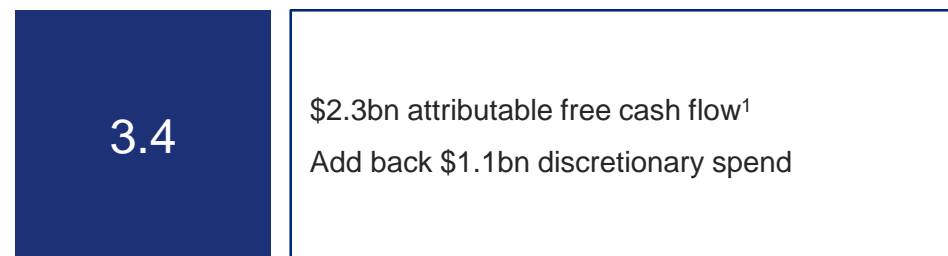 3.4
$2.3bn attributable free cash flow¹
Add back $1.1bn discretionary spend